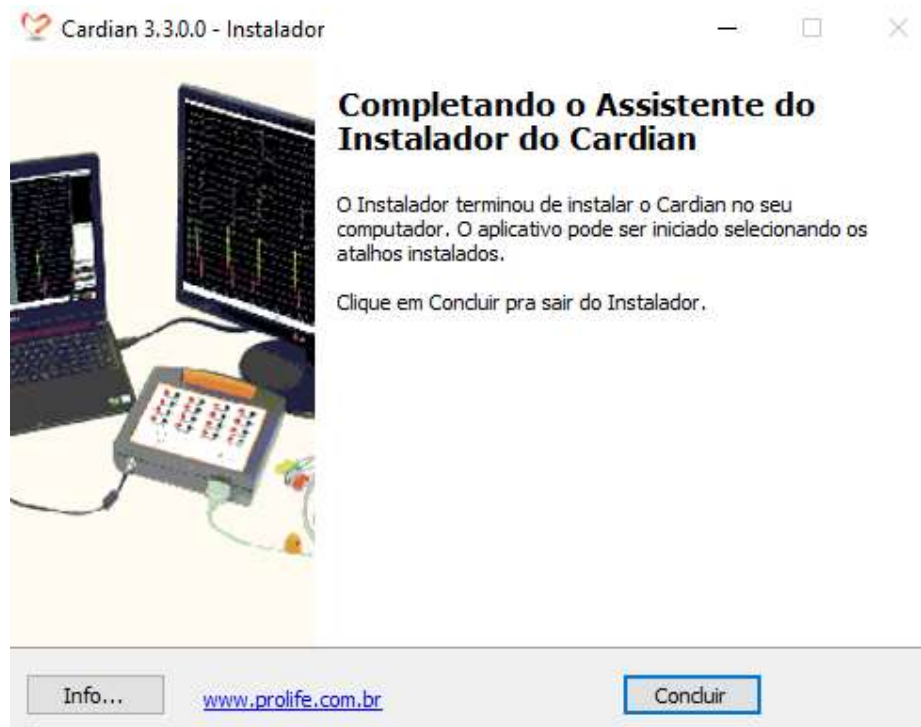 Cardian 3.3.0.0 - Instalador
Completando o Assistente do
Instalador do Cardian
O Instalador terminou de instalar o Cardian no seu
computador. O aplicativo pode ser iniciado selecionando os
atalhos instalados.
Clique em Concluir pra sair do Instalador.
Info...
www.prolife.com.br
Concluir